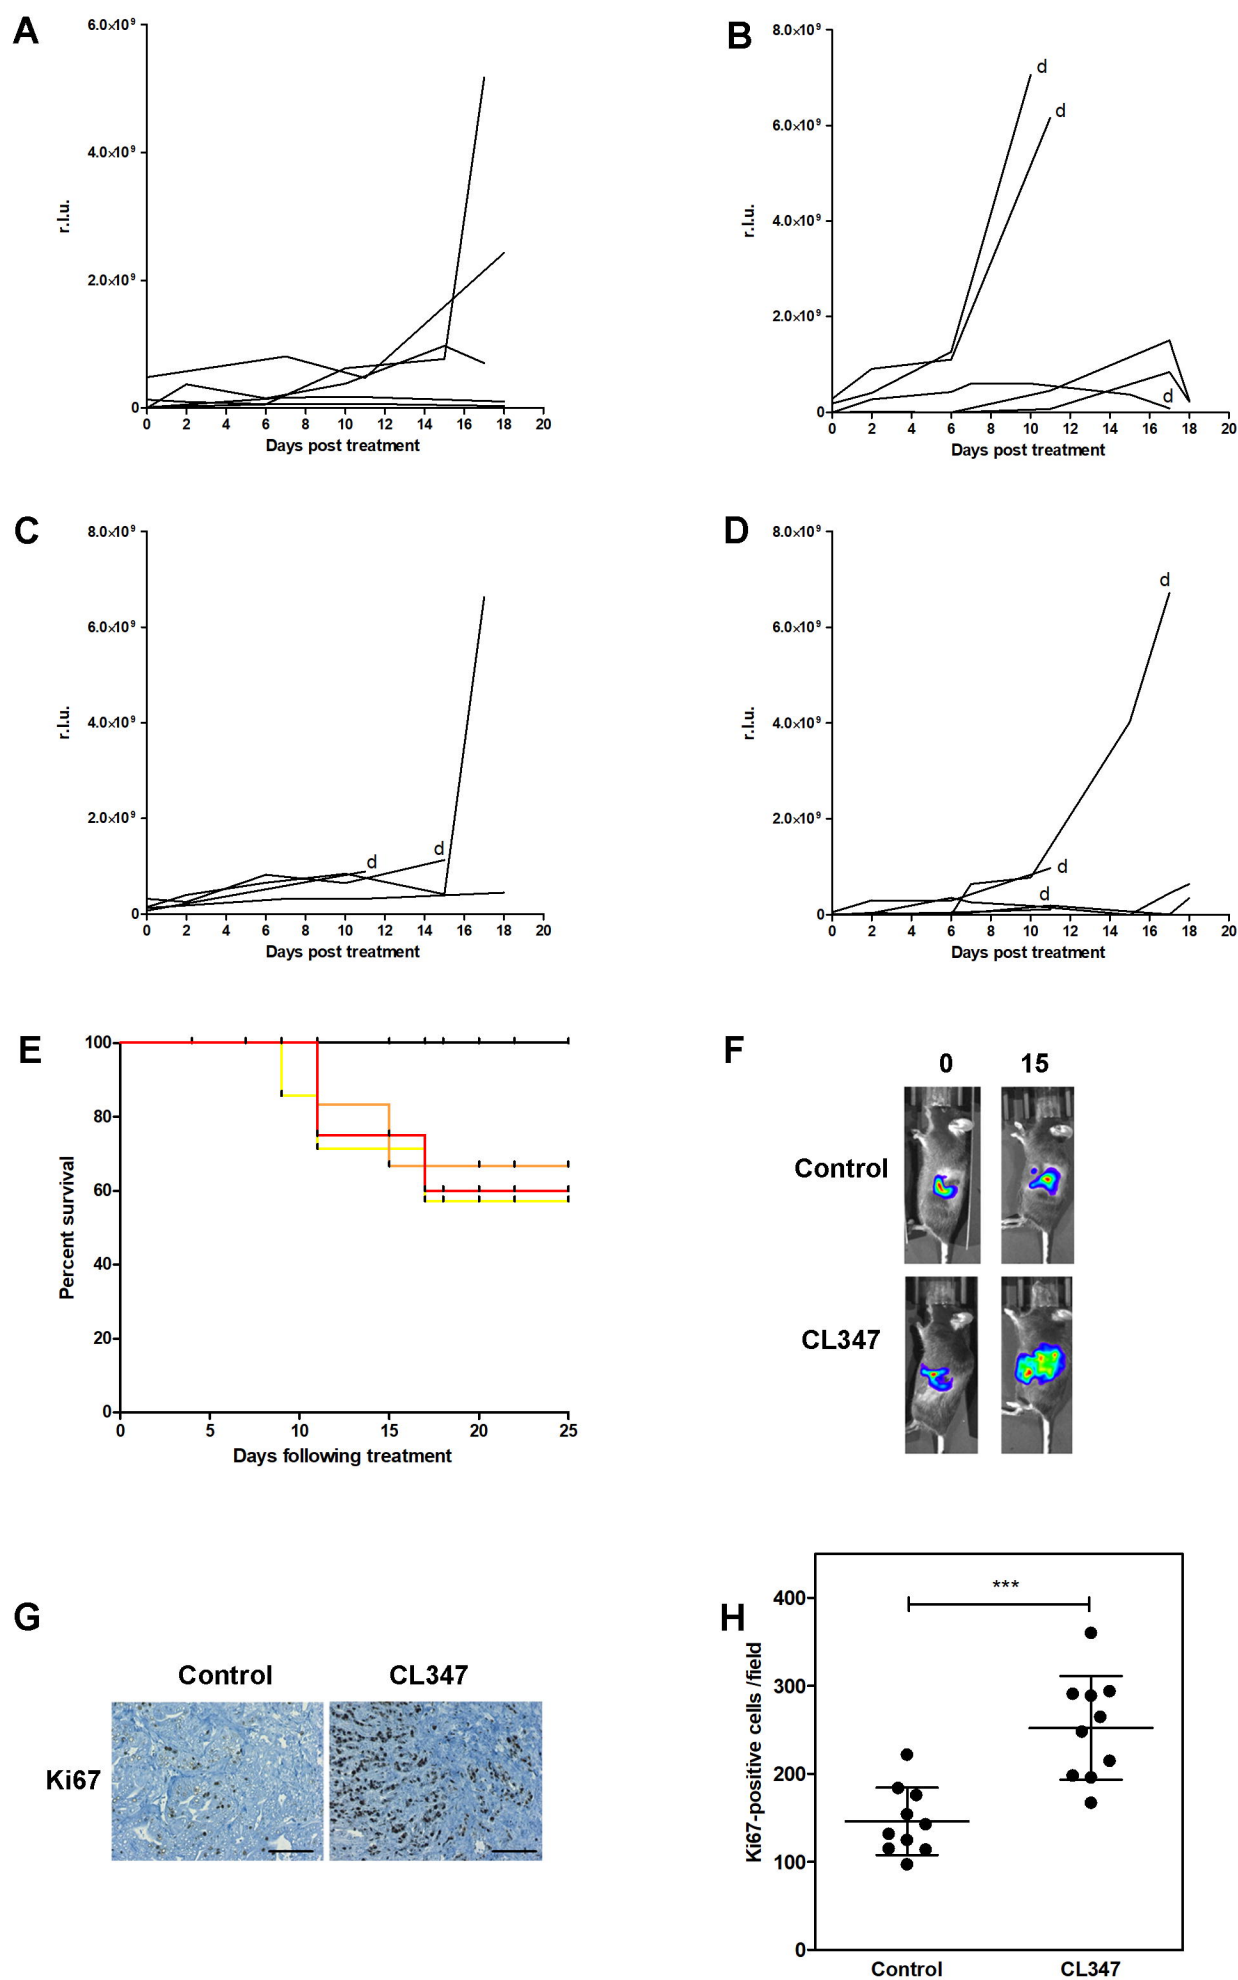 A
6.0×10⁹
4.0×10⁹
2.0×10⁹
0
r.l.u.
0 2 4 6 8 10 12 14 16 18 20
Days post treatment
B
8.0×10⁹
6.0×10⁹
4.0×10⁹
2.0×10⁹
0
r.l.u.
d
d
d
0 2 4 6 8 10 12 14 16 18 20
Days post treatment
C
8.0×10⁹
6.0×10⁹
4.0×10⁹
2.0×10⁹
0
r.l.u.
d
d
0 2 4 6 8 10 12 14 16 18 20
Days post treatment
D
8.0×10⁹
6.0×10⁹
4.0×10⁹
2.0×10⁹
0
r.l.u.
d
d
d
0 2 4 6 8 10 12 14 16 18 20
Days post treatment
E
100
80
60
40
20
0
Percent survival
0 5 10 15 20 25
Days following treatment
F
0 15
Control
CL347
G
Control CL347
Ki67
H
400
300
200
100
0
Ki67-positive cells /field
***
Control CL347